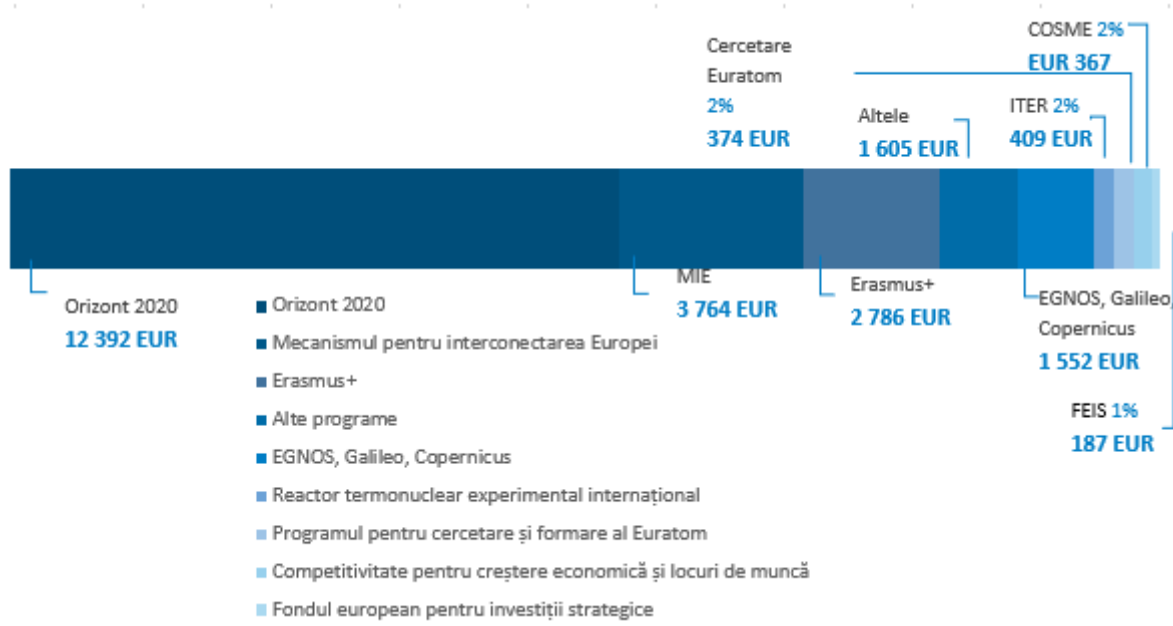 COSME 2%
EUR 367
Cercetare
Euratom
2%
374 EUR
Altele
1 605 EUR
ITER 2%
409 EUR
Orizont 2020
12 392 EUR
MIE
3 764 EUR
Erasmus+
2 786 EUR
EGNOS, Galileo,
Copernicus
1 552 EUR
FEIS 1%
187 EUR
Orizont 2020
Mecanismul pentru interconectarea Europei
Erasmus+
Alte programe
EGNOS, Galileo, Copernicus
Reactor termonuclear experimental internațional
Programul pentru cercetare și formare al Euratom
Competitivitate pentru creștere economică și locuri de muncă
Fondul european pentru investiții strategice